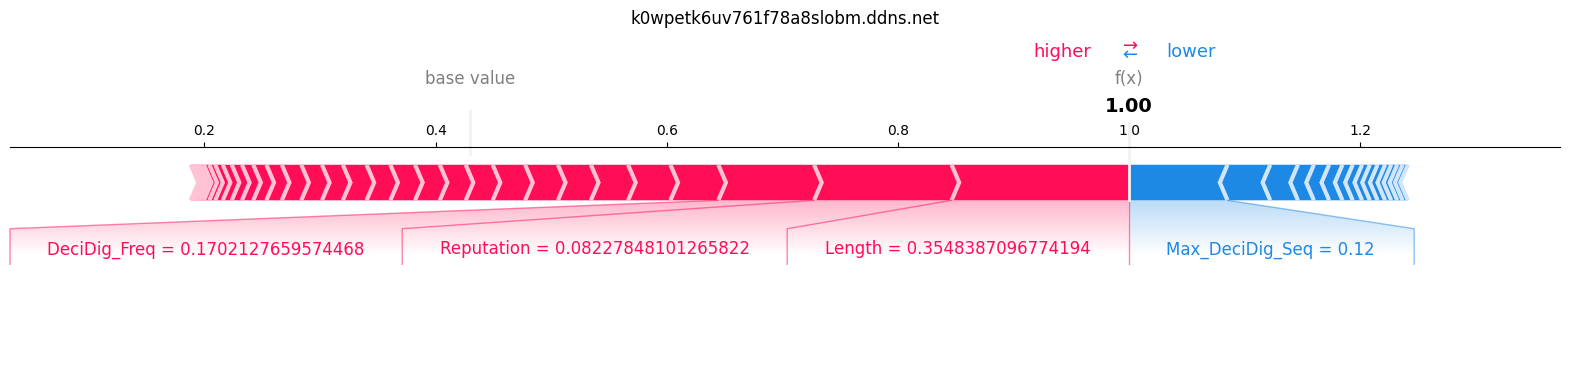 k0wpetk6uv761f78a8slobm.ddns.net
higher ⇄ lower
base value f(x)
1.00
0.2 0.4 0.6 0.8 1.0 1.2
DeciDig_Freq = 0.1702127659574468 Reputation = 0.08227848101265822 Length = 0.3548387096774194 Max_DeciDig_Seq = 0.12